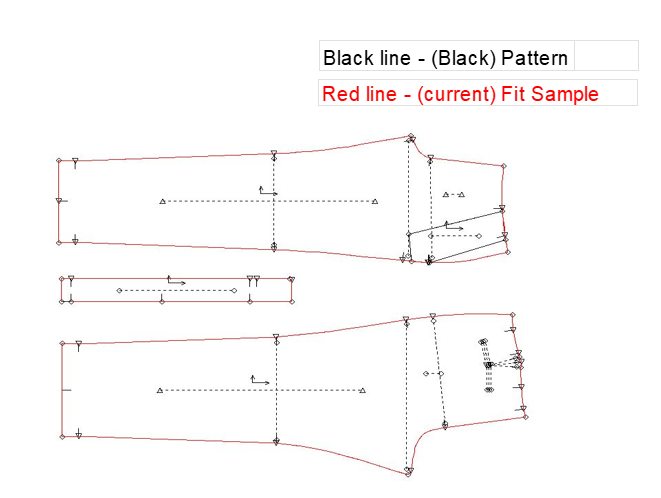 Black line - (Black) Pattern
Red line - (current) Fit Sample